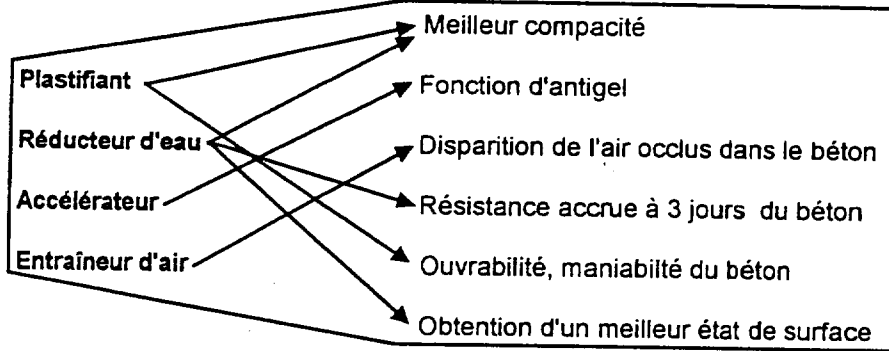 Plastifiant
Réducteur d'eau
Accélérateur
Entraîneur d'air
Meilleur compacité
Fonction d'antigel
Disparition de l'air occlus dans le béton
Résistance accrue à 3 jours du béton
Ouvrabilité, maniabilté du béton
Obtention d'un meilleur état de surface